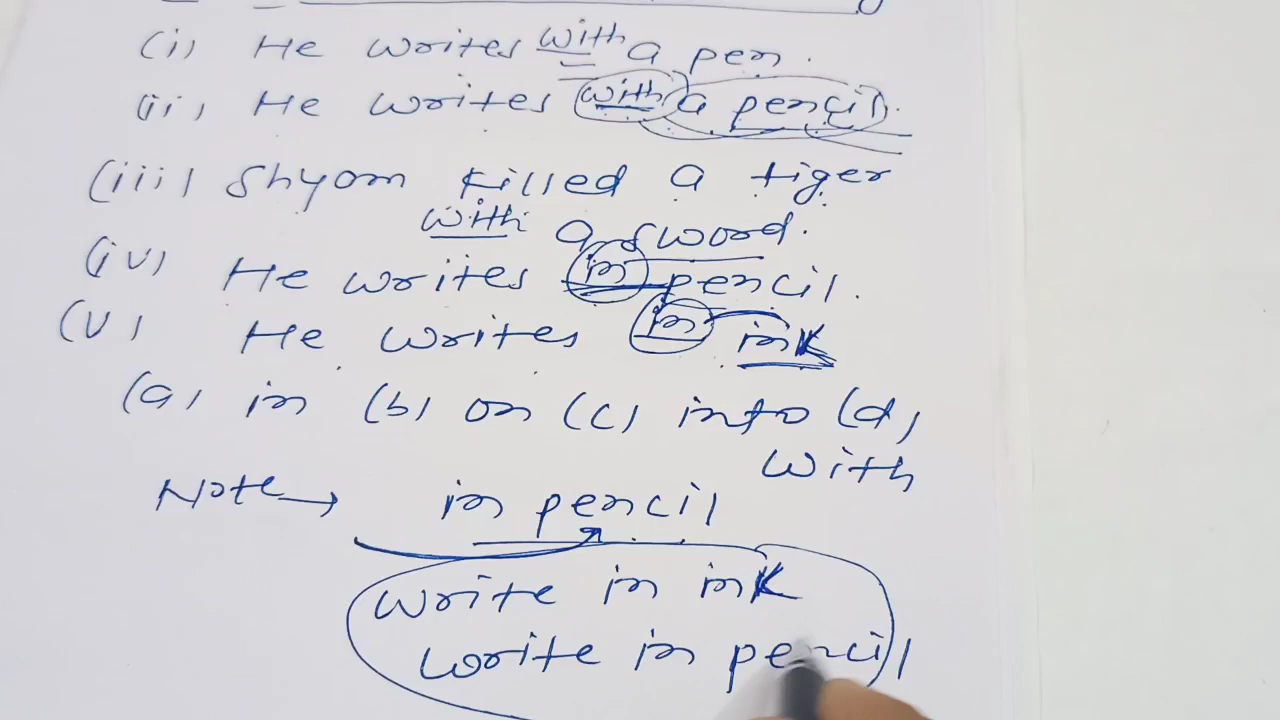 (i) He writes with a pen.
(ii) He writes with a pencil.
(iii) Shyam killed a tiger
with a sword.
(iv) He writes in pencil.
(v) He writes in ink
(a) in (b) on (c) into (d)
with
Note → in pencil
write in ink
write in pencil